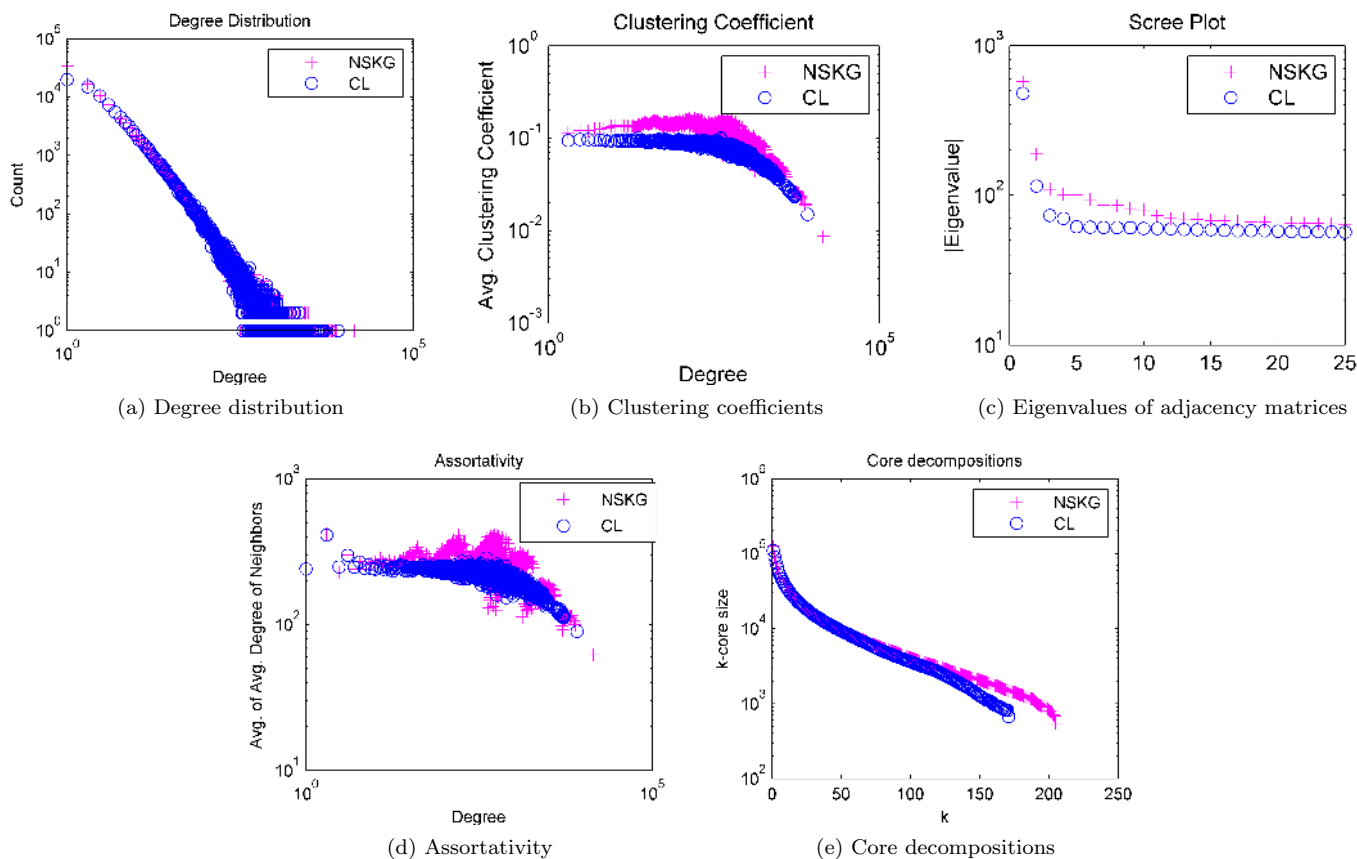 Degree Distribution
10^5
10^4
10^3
10^2
10^1
10^0
Count
NSKG
CL
10^0
10^5
Degree
(a) Degree distribution
Clustering Coefficient
10^0
10^-1
10^-2
10^-3
Avg. Clustering Coefficient
NSKG
CL
10^0
10^5
Degree
(b) Clustering coefficients
Scree Plot
10^3
10^2
10^1
|Eigenvalue|
NSKG
CL
0 5 10 15 20 25
(c) Eigenvalues of adjacency matrices
Assortativity
10^3
10^2
10^1
Avg. of Avg. Degree of Neighbors
NSKG
CL
10^0
10^5
Degree
(d) Assortativity
Core decompositions
10^6
10^5
10^4
10^3
10^2
k-core size
NSKG
CL
0 50 100 150 200 250
k
(e) Core decompositions